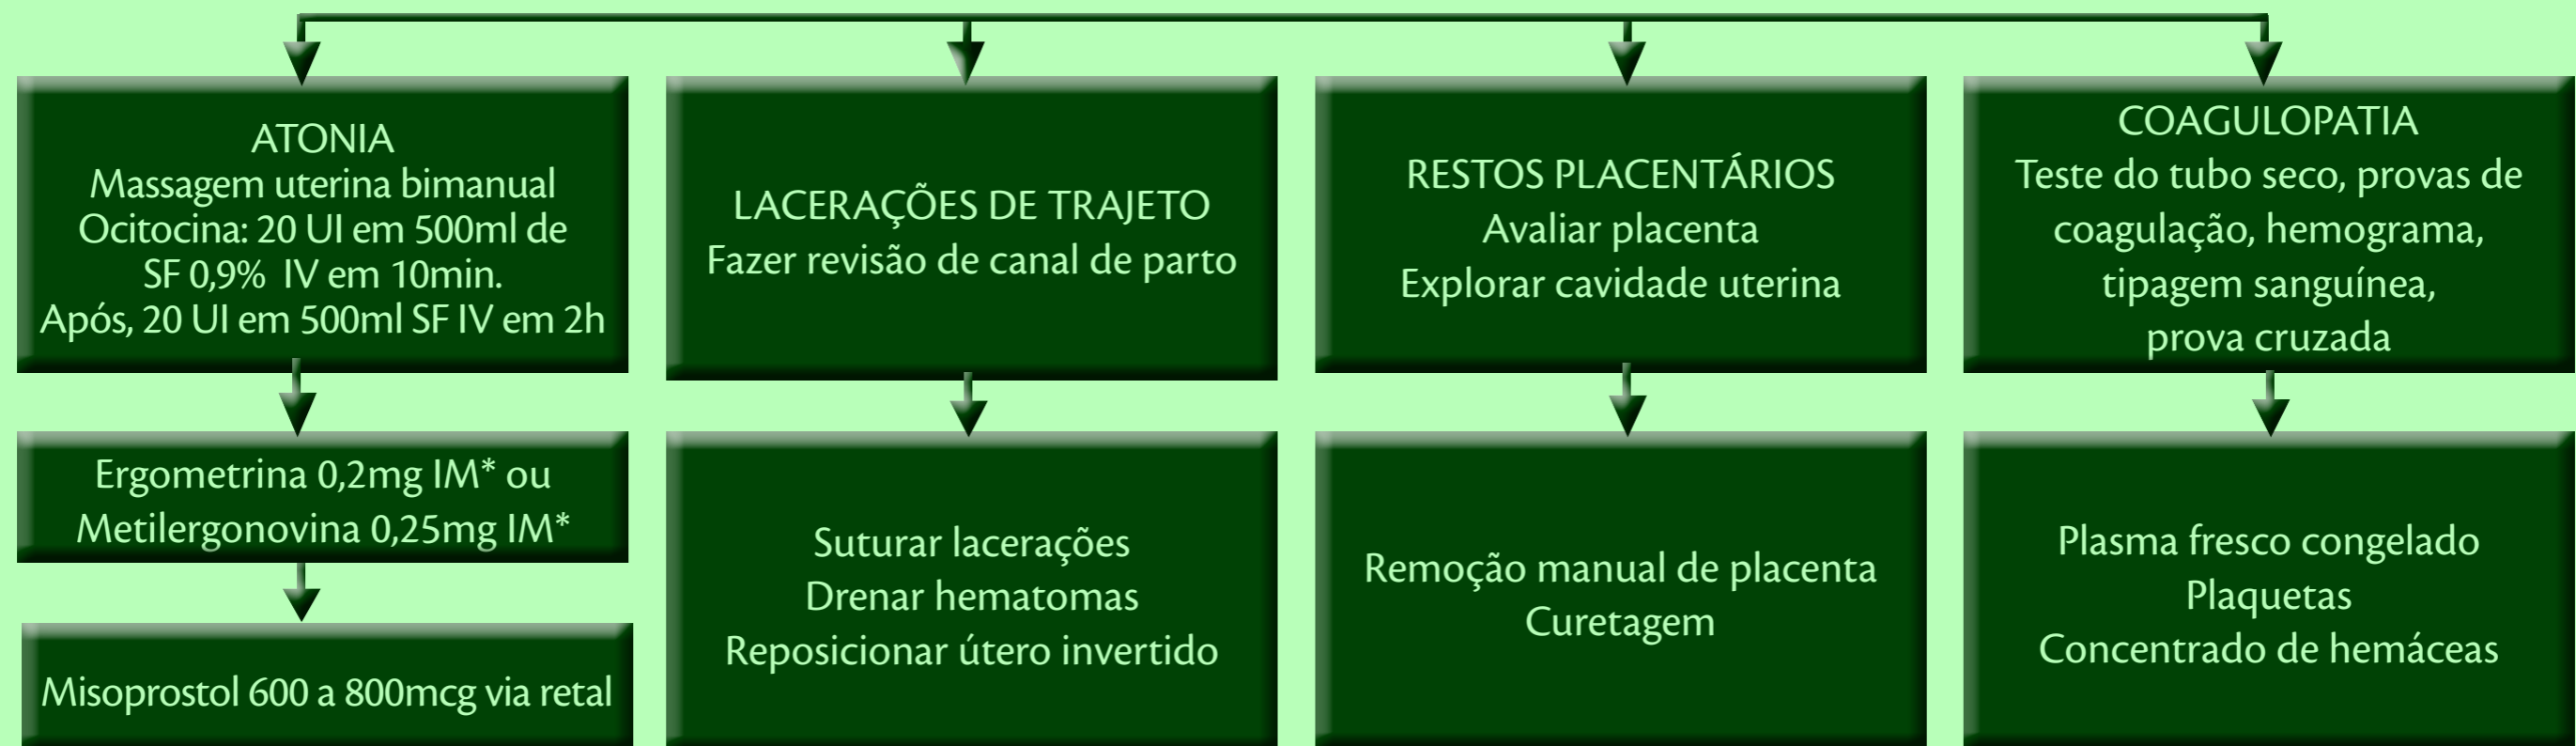 ATONIA
Massagem uterina bimanual
Ocitocina: 20 UI em 500ml de
SF 0,9% IV em 10min.
Após, 20 UI em 500ml SF IV em 2h
LACERAÇÕES DE TRAJETO
Fazer revisão de canal de parto
RESTOS PLACENTÁRIOS
Avaliar placenta
Explorar cavidade uterina
COAGULOPATIA
Teste do tubo seco, provas de
coagulação, hemograma,
tipagem sanguínea,
prova cruzada
Ergometrina 0,2mg IM* ou
Metilergonovina 0,25mg IM*
Misoprostol 600 a 800mcg via retal
Suturar lacerações
Drenar hematomas
Reposicionar útero invertido
Remoção manual de placenta
Curetagem
Plasma fresco congelado
Plaquetas
Concentrado de hemáceas